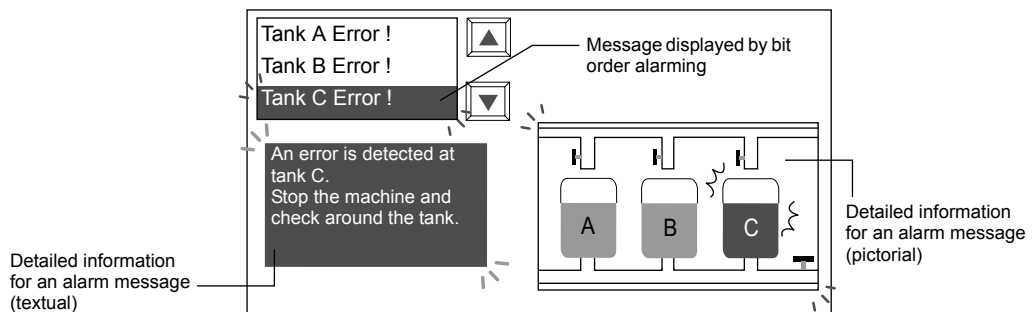 Tank A Error !
Tank B Error !
Tank C Error !
Message displayed by bit
order alarming
An error is detected at
tank C.
Stop the machine and
check around the tank.
A
B
C
Detailed information
for an alarm message
(pictorial)
Detailed information
for an alarm message
(textual)